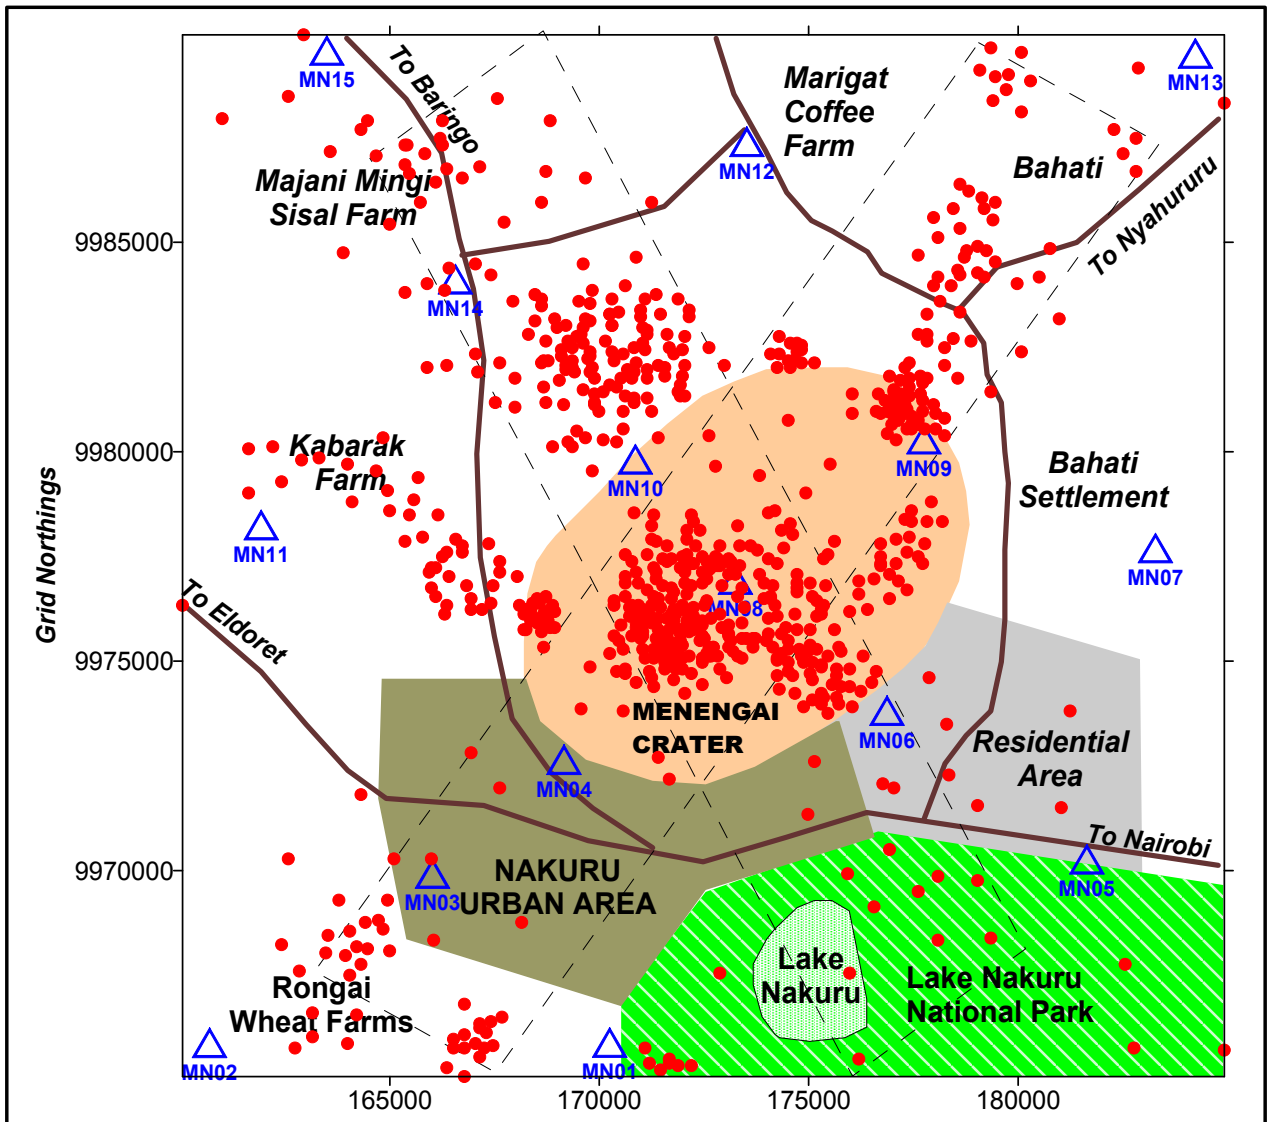 MN15
To Baringo
Marigat
Coffee
Farm
MN13
MN12
Bahati
Majani Mingi
Sisal Farm
To Nyahururu
9985000
MN14
Kabarak
Farm
9980000
MN10
MN09
Bahati
Settlement
MN11
MN07
Grid Northings
To Eldoret
MN08
9975000
MENENGAI
CRATER
MN06
Residential
Area
MN04
To Nairobi
9970000
NAKURU
URBAN AREA
MN03
MN05
Lake
Nakuru
Lake Nakuru
National Park
Rongai
Wheat Farms
MN02
MN01
165000
170000
175000
180000